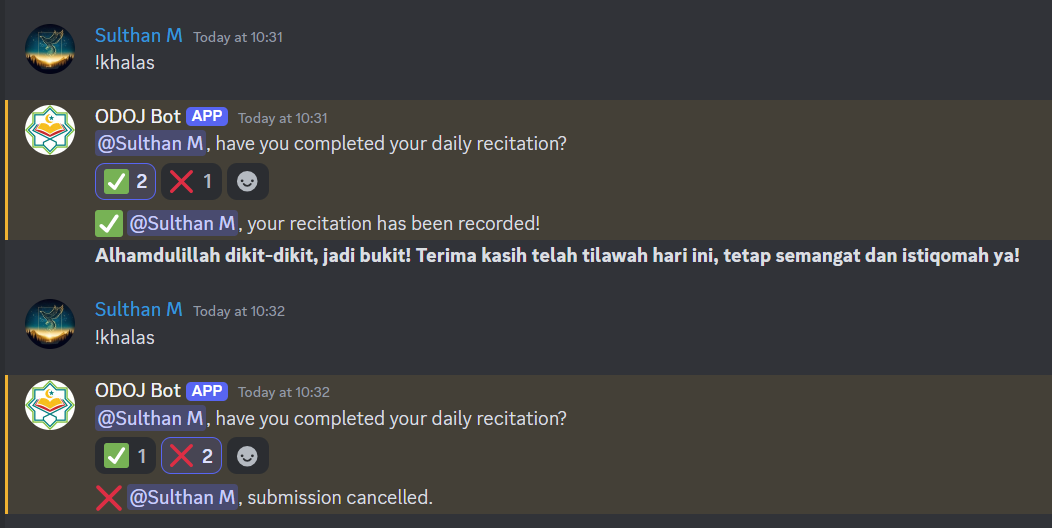 Sulthan M Today at 10:31
!khalas
ODOJ Bot APP Today at 10:31
@Sulthan M, have you completed your daily recitation?
✅ 2 ❌ 1
✅ @Sulthan M, your recitation has been recorded!
Alhamdulillah dikit-dikit, jadi bukit! Terima kasih telah tilawah hari ini, tetap semangat dan istiqomah ya!
Sulthan M Today at 10:32
!khalas
ODOJ Bot APP Today at 10:32
@Sulthan M, have you completed your daily recitation?
✅ 1 ❌ 2
❌ @Sulthan M, submission cancelled.